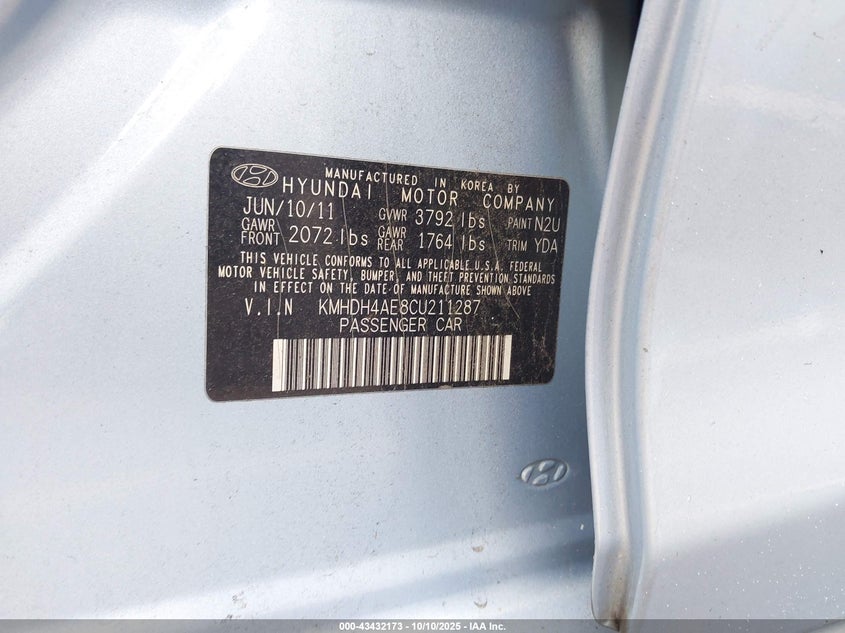 MANUFACTURED IN KOREA BY
HYUNDAI MOTOR COMPANY
JUN/10/11 GVWR 3792 lbs PAINT N2U
GAWR FRONT 2072 lbs GAWR REAR 1764 lbs TRIM YDA
THIS VEHICLE CONFORMS TO ALL APPLICABLE U.S.A. FEDERAL
MOTOR VEHICLE SAFETY, BUMPER, AND THEFT PREVENTION STANDARDS
IN EFFECT ON THE DATE OF MANUFACTURE SHOWN ABOVE
V.I.N KMHDH4AE8CU211287
PASSENGER CAR
000-43432173 - 10/10/2025 - IAA Inc.